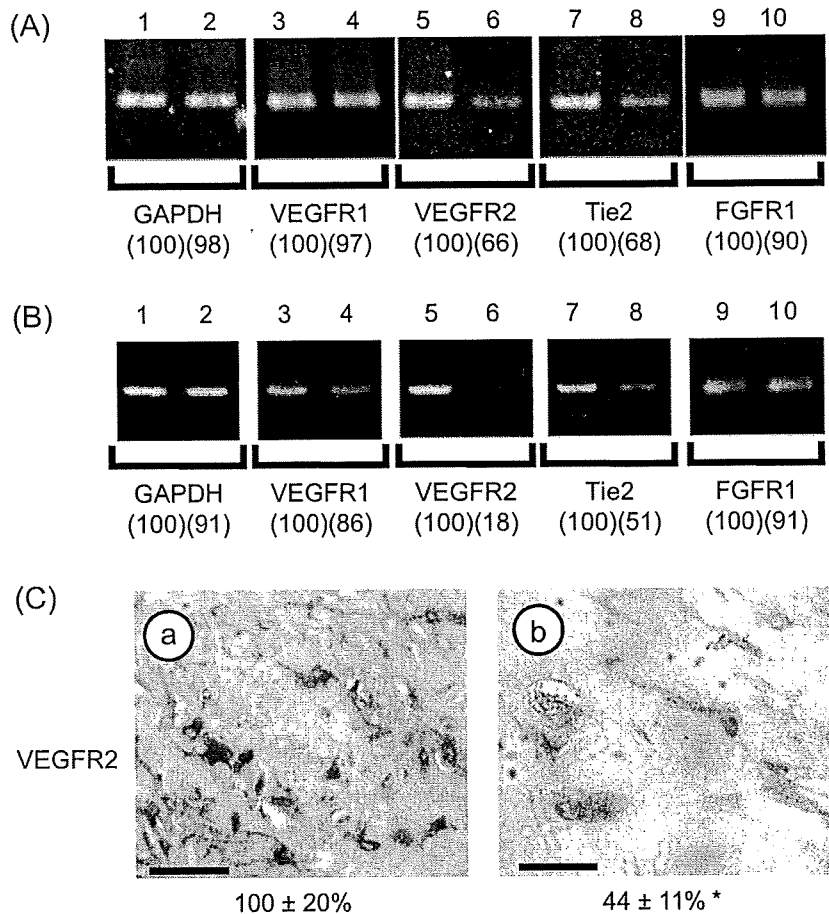 (A)
1 2 3 4 5 6 7 8 9 10
GAPDH VEGFR1 VEGFR2 Tie2 FGFR1
(100)(98) (100)(97) (100)(66) (100)(68) (100)(90)
(B)
1 2 3 4 5 6 7 8 9 10
GAPDH VEGFR1 VEGFR2 Tie2 FGFR1
(100)(91) (100)(86) (100)(18) (100)(51) (100)(91)
(C)
a b
VEGFR2
100 ± 20% 44 ± 11% *